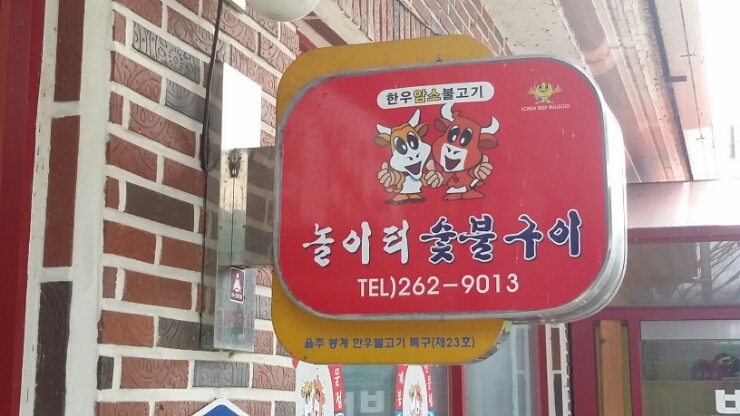 한우암소불고기
KOREA BEEF BULGOGI
놀이터 숯불구이
TEL)262-9013
울주 봉계 한우불고기 특구(제23호)